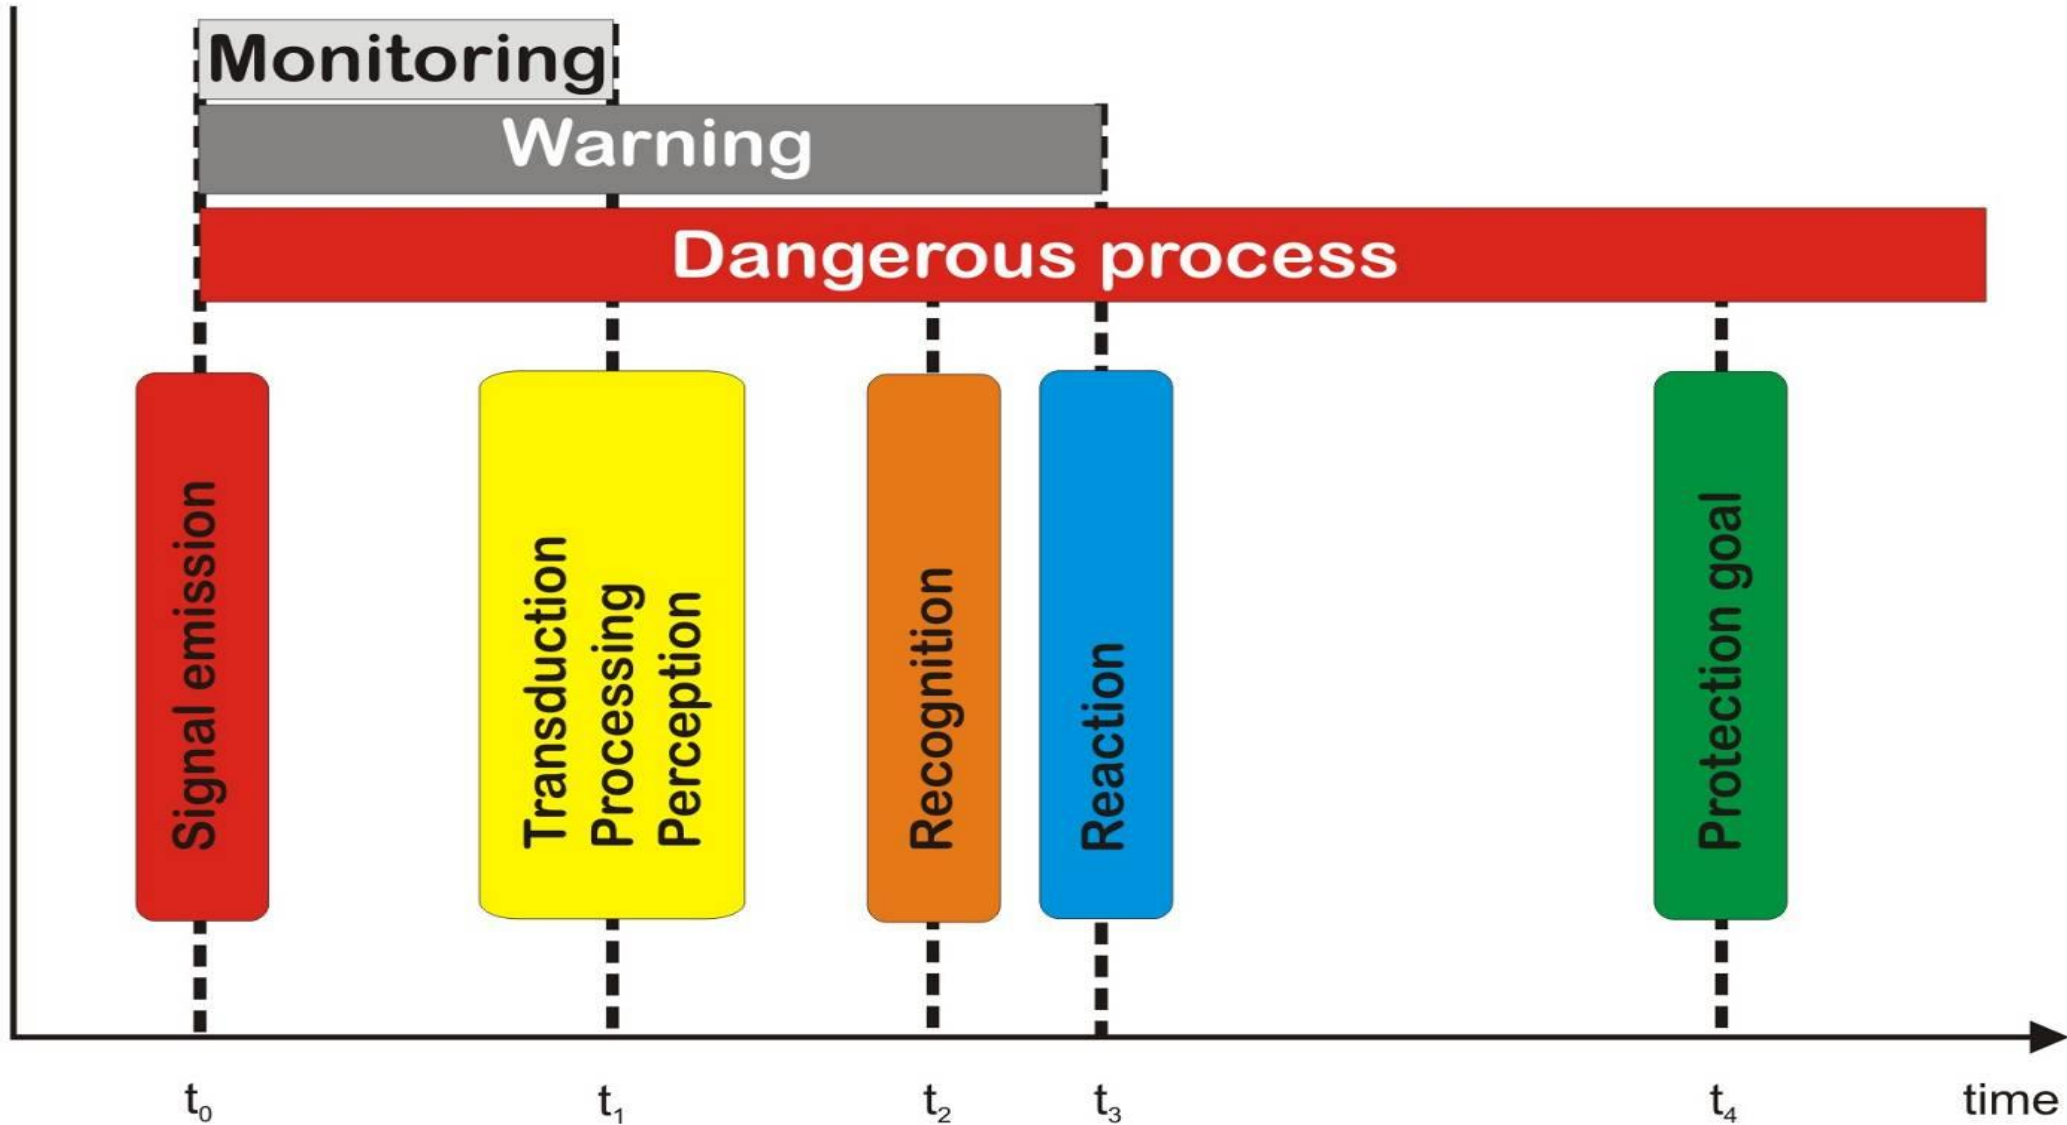 Monitoring
Warning
Dangerous process
Signal emission
Transduction
Processing
Perception
Recognition
Reaction
Protection goal
t₀
t₁
t₂
t₃
t₄
time